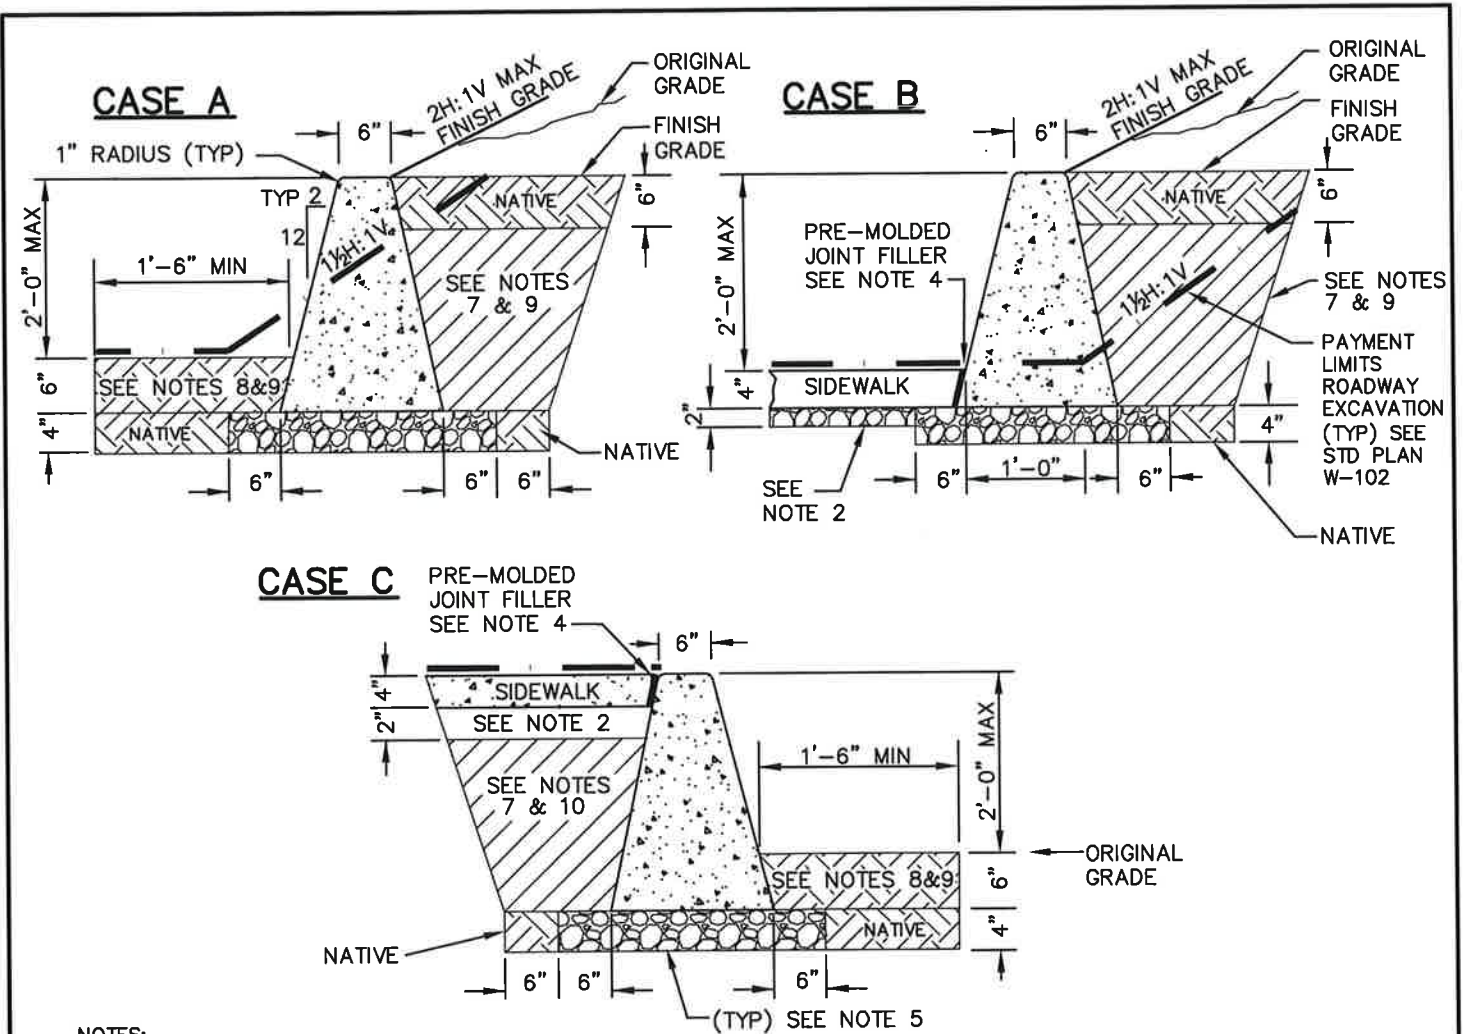 CASE A
2H:1V MAX
FINISH GRADE
ORIGINAL
GRADE
6"
FINISH
GRADE
1" RADIUS (TYP)
TYP 2
12
2'-0" MAX
1'-6" MIN
1½H:1V
NATIVE
6"
SEE NOTES
7 & 9
SEE NOTES 8&9
6"
NATIVE
4"
NATIVE
6"
6"
6"
CASE B
2H:1V MAX
FINISH GRADE
ORIGINAL
GRADE
6"
FINISH
GRADE
NATIVE
6"
2'-0" MAX
PRE-MOLDED
JOINT FILLER
SEE NOTE 4
1½H:1V
SEE NOTES
7 & 9
PAYMENT
LIMITS
ROADWAY
EXCAVATION
(TYP) SEE
STD PLAN
W-102
SIDEWALK
4"
2"
4"
6"
1'-0"
6"
SEE
NOTE 2
NATIVE
CASE C
PRE-MOLDED
JOINT FILLER
SEE NOTE 4
6"
4"
SIDEWALK
2"
SEE NOTE 2
SEE NOTES
7 & 10
2'-0" MAX
1'-6" MIN
ORIGINAL
GRADE
SEE NOTES 8&9
6"
NATIVE
4"
NATIVE
6"
6"
6"
(TYP) SEE NOTE 5
NOTES: